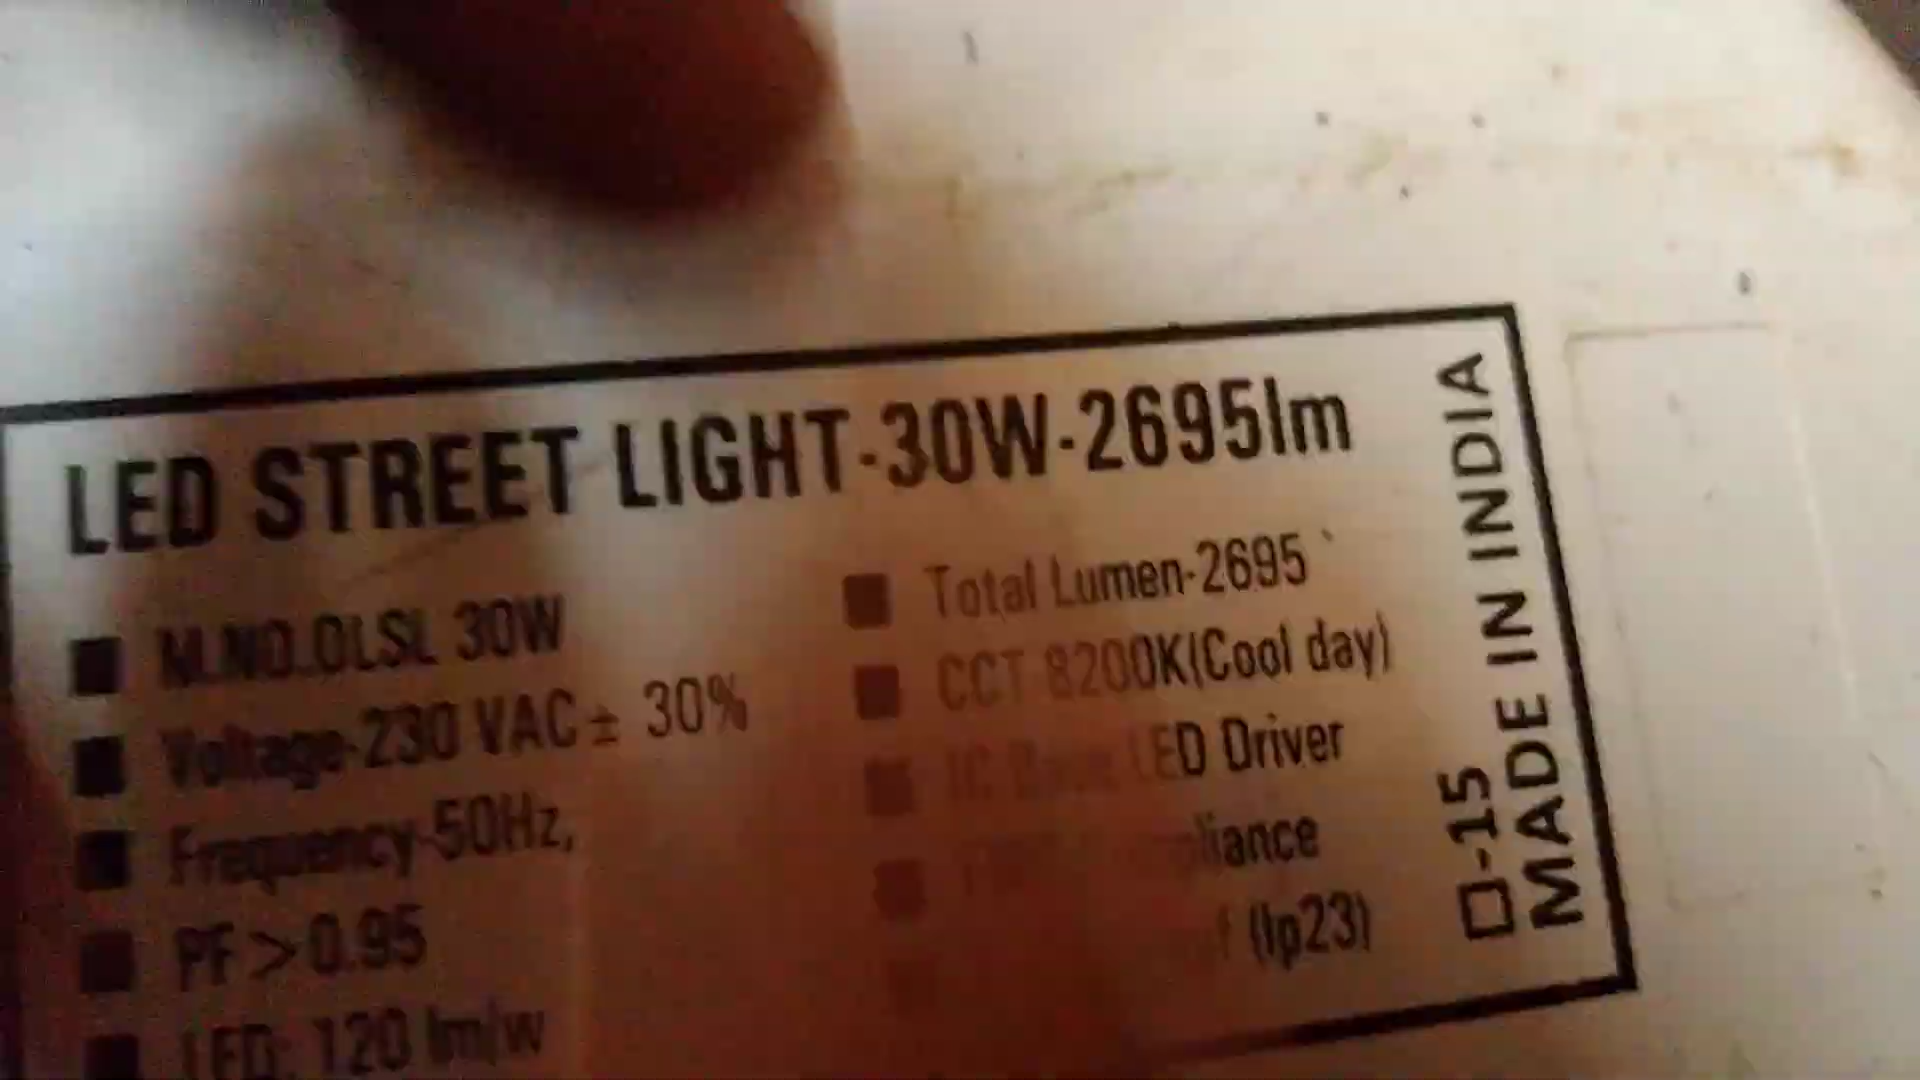 LED STREET LIGHT-30W-2695lm
M.NO.OLSL 30W
Voltage-230 VAC ± 30%
Frequency-50Hz,
PF > 0.95
LED: 120 lm/w
Total Lumen-2695
CCT 8200K(Cool day)
IC Base LED Driver
(Ip23)
□-15
MADE IN INDIA